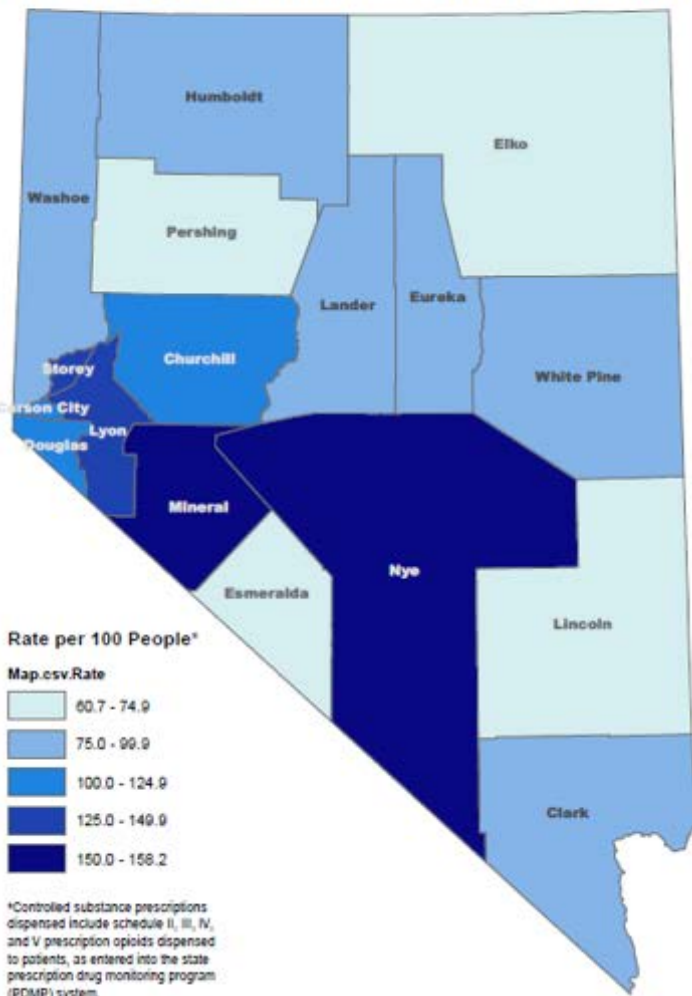 Humboldt
Elko
Washoe
Pershing
Lander
Eureka
Churchill
White Pine
Storey
Carson City
Lyon
Douglas
Mineral
Nye
Esmeralda
Lincoln
Clark
Rate per 100 People*
Map.csv.Rate
60.7 - 74.9
75.0 - 99.9
100.0 - 124.9
125.0 - 149.9
150.0 - 158.2
*Controlled substance prescriptions
dispensed include schedule II, III, IV,
and V prescription opioids dispensed
to patients, as entered into the state
prescription drug monitoring program
(PDMP) system